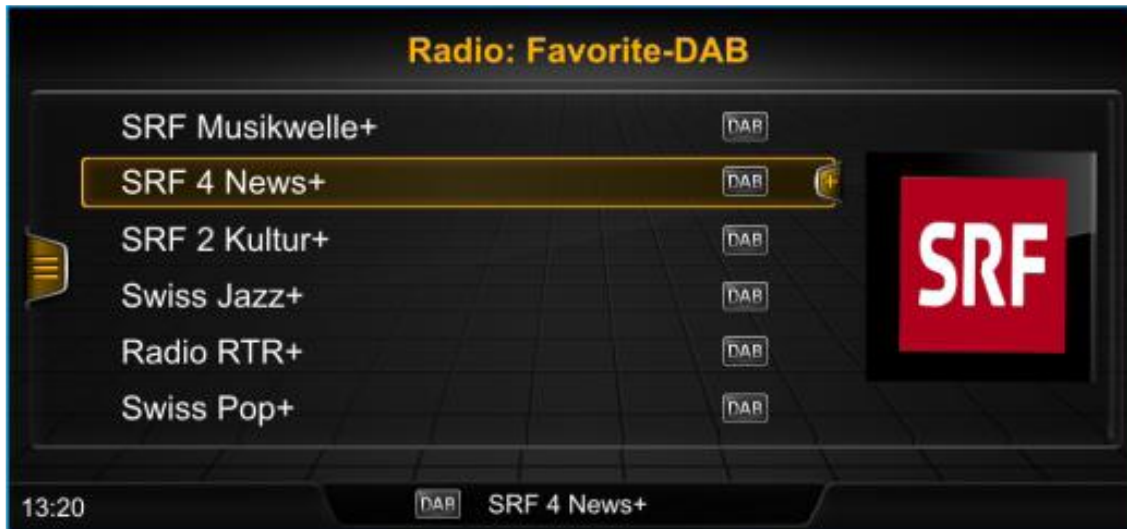 Radio: Favorite-DAB
SRF Musikwelle+ DAB
SRF 4 News+ DAB +
SRF 2 Kultur+ DAB
Swiss Jazz+ DAB
Radio RTR+ DAB
Swiss Pop+ DAB
SRF
13:20 DAB SRF 4 News+